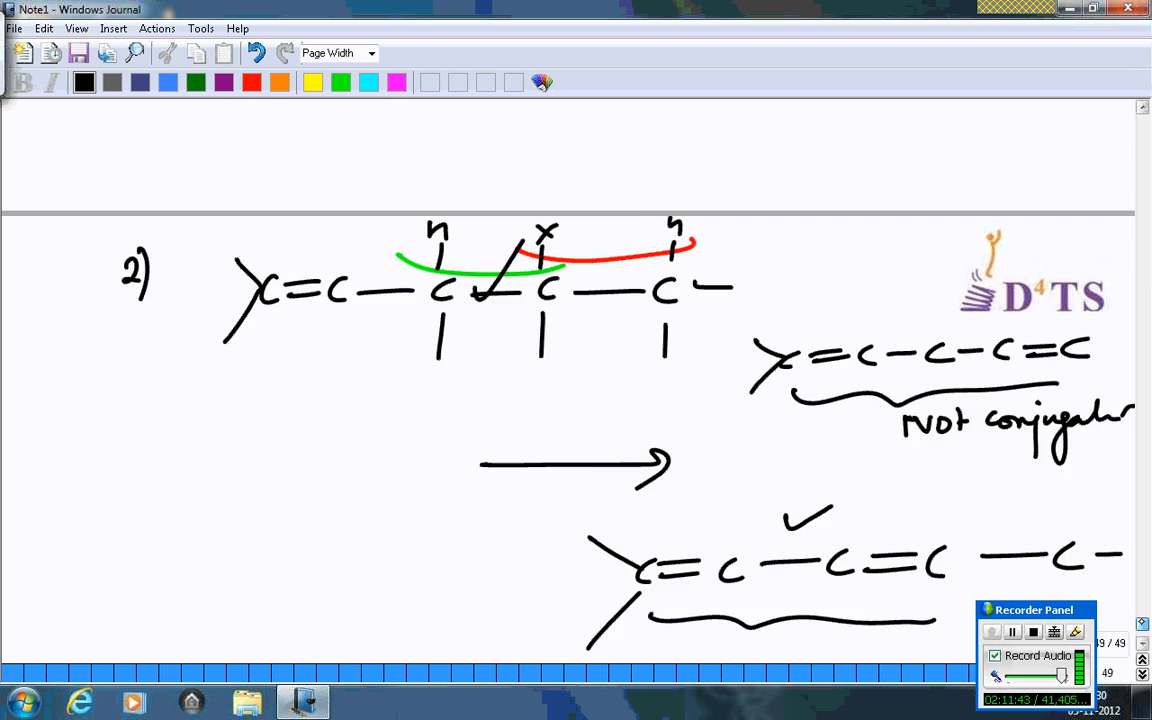 Note1 - Windows Journal
File Edit View Insert Actions Tools Help
Page Width
B I
H X H
2) C = C — C — C — C —
D4TS
C = C — C — C = C
Not conjugated
C = C — C = C — C —
Recorder Panel
49 / 49
Record Audio
49
02:11:43 / 41,405...
2012